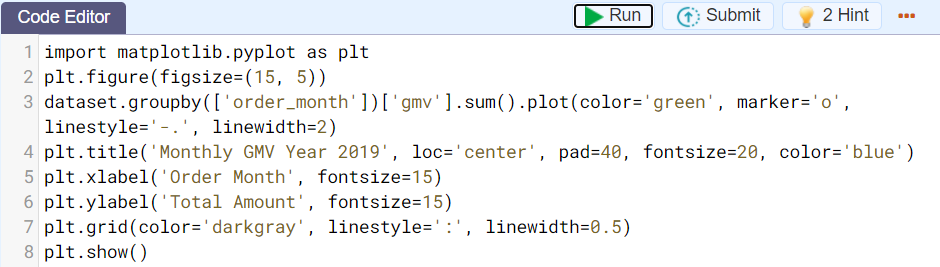 Code Editor
Run
Submit
2 Hint
1 import matplotlib.pyplot as plt
2 plt.figure(figsize=(15, 5))
3 dataset.groupby(['order_month'])['gmv'].sum().plot(color='green', marker='o',
linestyle='-.', linewidth=2)
4 plt.title('Monthly GMV Year 2019', loc='center', pad=40, fontsize=20, color='blue')
5 plt.xlabel('Order Month', fontsize=15)
6 plt.ylabel('Total Amount', fontsize=15)
7 plt.grid(color='darkgray', linestyle=':', linewidth=0.5)
8 plt.show()